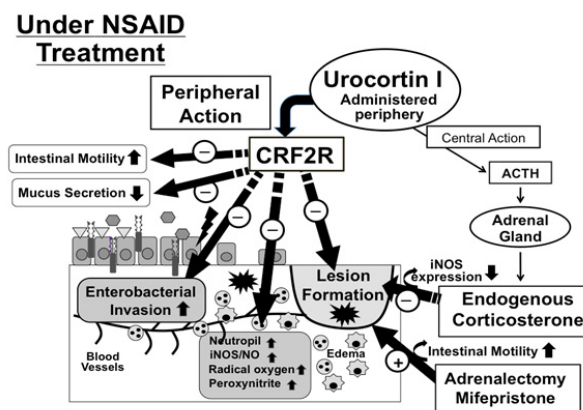 Under NSAID
Treatment
Urocortin I
Administered
periphery
Peripheral
Action
Central Action
CRF2R
Intestinal Motility
Mucus Secretion
ACTH
Adrenal
Gland
iNOS
expression
Lesion
Formation
Enterobacterial
Invasion
Endogenous
Corticosterone
Neutropil
iNOS/NO
Radical oxygen
Peroxynitrite
Edema
Blood
Vessels
Intestinal Motility
Adrenalectomy
Mifepristone